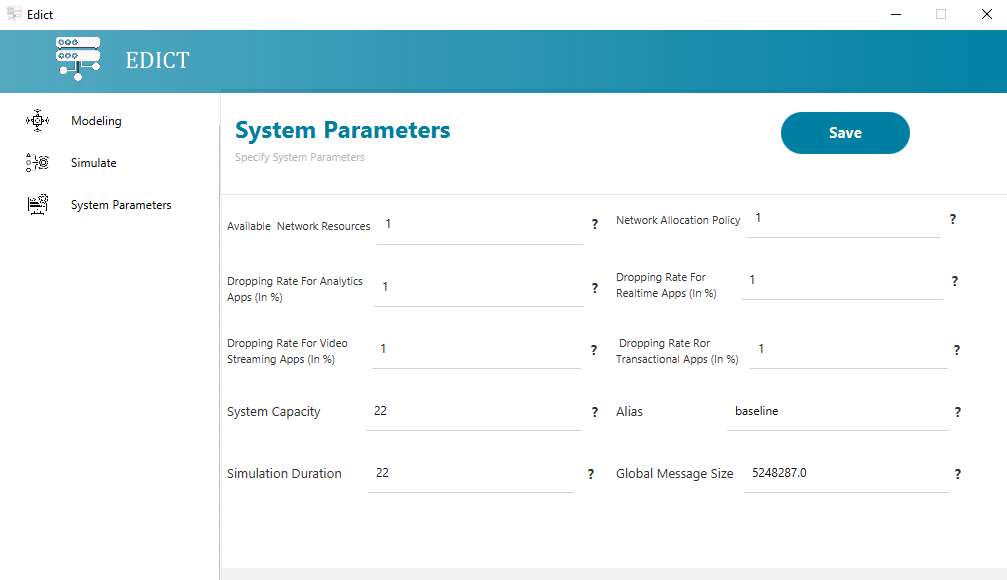 Edict
EDICT
Modeling
Simulate
System Parameters
System Parameters
Specify System Parameters
Save
Available Network Resources 1 ?
Network Allocation Policy 1 ?
Dropping Rate For Analytics
Apps (In %) 1 ?
Dropping Rate For
Realtime Apps (In %) 1 ?
Dropping Rate For Video
Streaming Apps (In %) 1 ?
Dropping Rate Ror
Transactional Apps (In %) 1 ?
System Capacity 22 ?
Alias baseline ?
Simulation Duration 22 ?
Global Message Size 5248287.0 ?